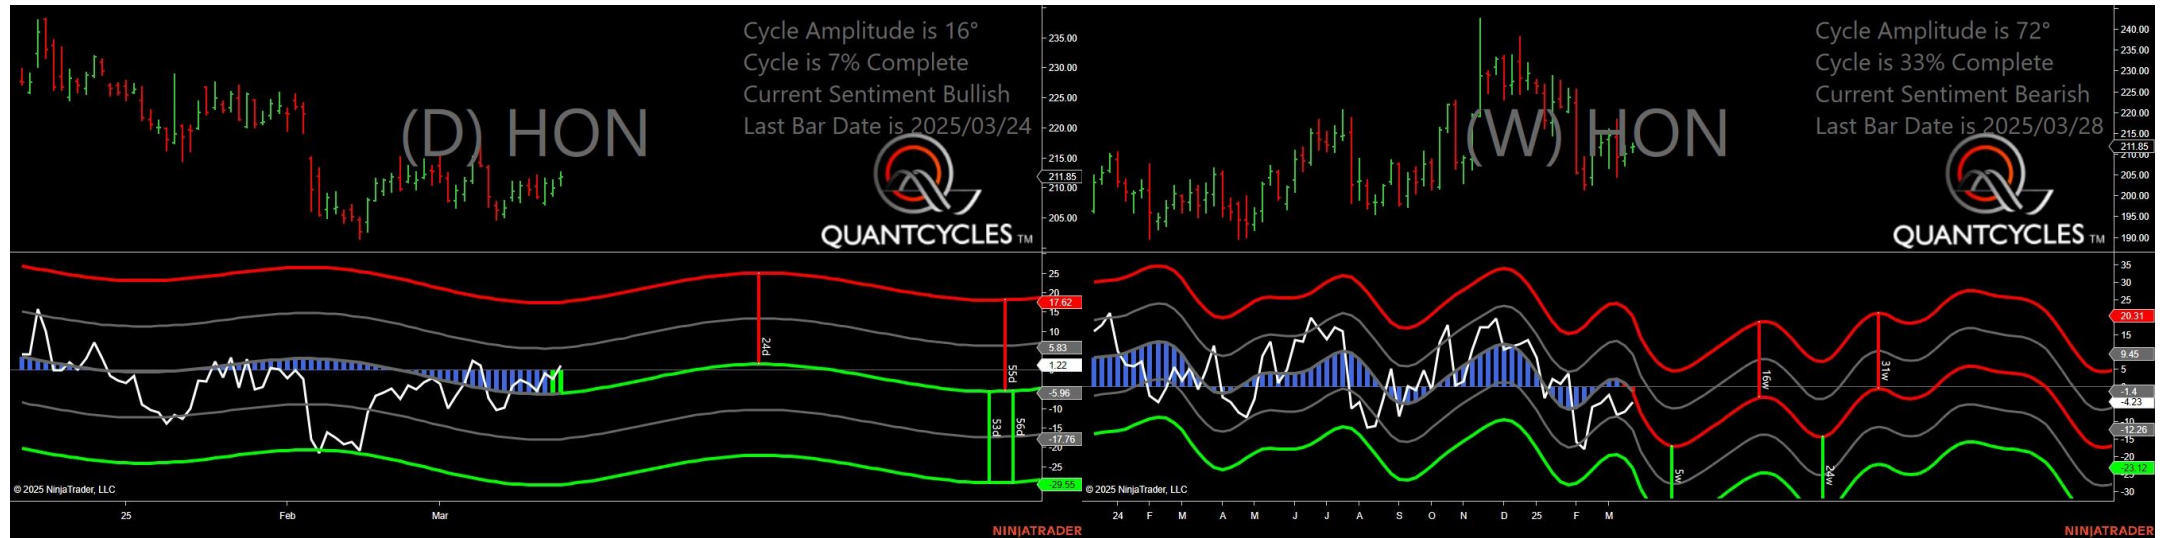 Cycle Amplitude is 16°
Cycle is 7% Complete
Current Sentiment Bullish
Last Bar Date is 2025/03/24
(D) HON
QUANTCYCLES TM
235.00
230.00
225.00
220.00
215.00
211.85
210.00
205.00
25
20
17.62
15
10
5.83
1.22
-5.96
-10
-15
-17.76
-20
-25
-29.55
24d
55d
53d
56d
© 2025 NinjaTrader, LLC
25 Feb Mar
NINJATRADER
Cycle Amplitude is 72°
Cycle is 33% Complete
Current Sentiment Bearish
Last Bar Date is 2025/03/28
(W) HON
QUANTCYCLES TM
240.00
235.00
230.00
225.00
220.00
215.00
211.85
210.00
205.00
200.00
195.00
190.00
35
30
25
20.31
15
9.45
5
-1.4
-4.23
-12.26
-15
-20
-23.12
-30
16w
31w
5w
24w
© 2025 NinjaTrader, LLC
24 F M A M J J A S O N D 25 F M
NINJATRADER